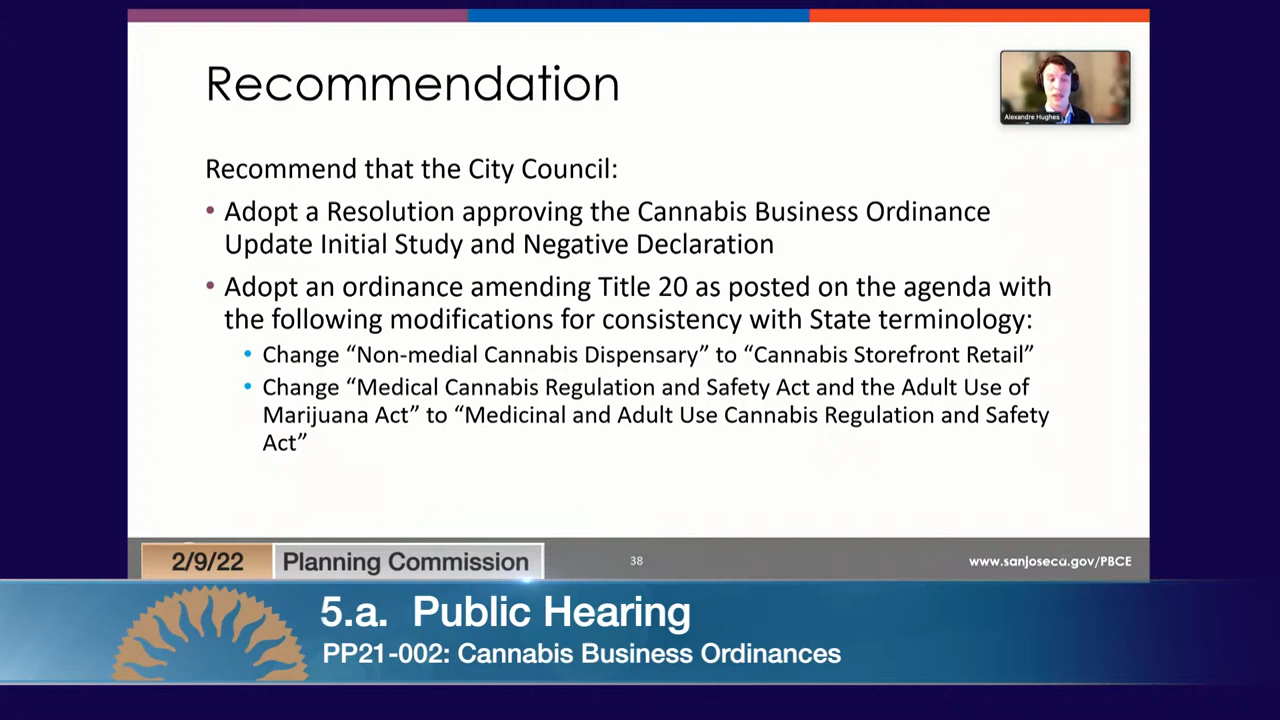 Recommendation
Alexandre Hughes
Recommend that the City Council:
• Adopt a Resolution approving the Cannabis Business Ordinance
Update Initial Study and Negative Declaration
• Adopt an ordinance amending Title 20 as posted on the agenda with
the following modifications for consistency with State terminology:
• Change “Non-medial Cannabis Dispensary” to “Cannabis Storefront Retail”
• Change “Medical Cannabis Regulation and Safety Act and the Adult Use of
Marijuana Act” to “Medicinal and Adult Use Cannabis Regulation and Safety
Act”
2/9/22 Planning Commission
38
www.sanjoseca.gov/PBCE
5.a. Public Hearing
PP21-002: Cannabis Business Ordinances